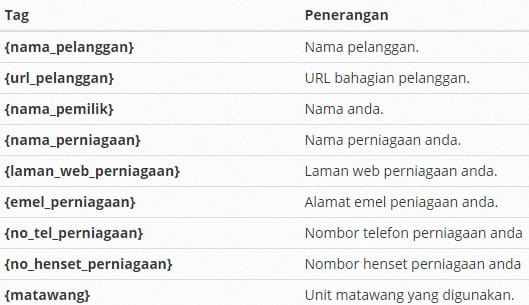 Tag Penerangan
{nama_pelanggan} Nama pelanggan.
{url_pelanggan} URL bahagian pelanggan.
{nama_pemilik} Nama anda.
{nama_perniagaan} Nama perniagaan anda.
{laman_web_perniagaan} Laman web perniagaan anda.
{emel_perniagaan} Alamat emel peniagaan anda.
{no_tel_perniagaan} Nombor telefon perniagaan anda
{no_henset_perniagaan} Nombor henset perniagaan anda
{matawang} Unit matawang yang digunakan.